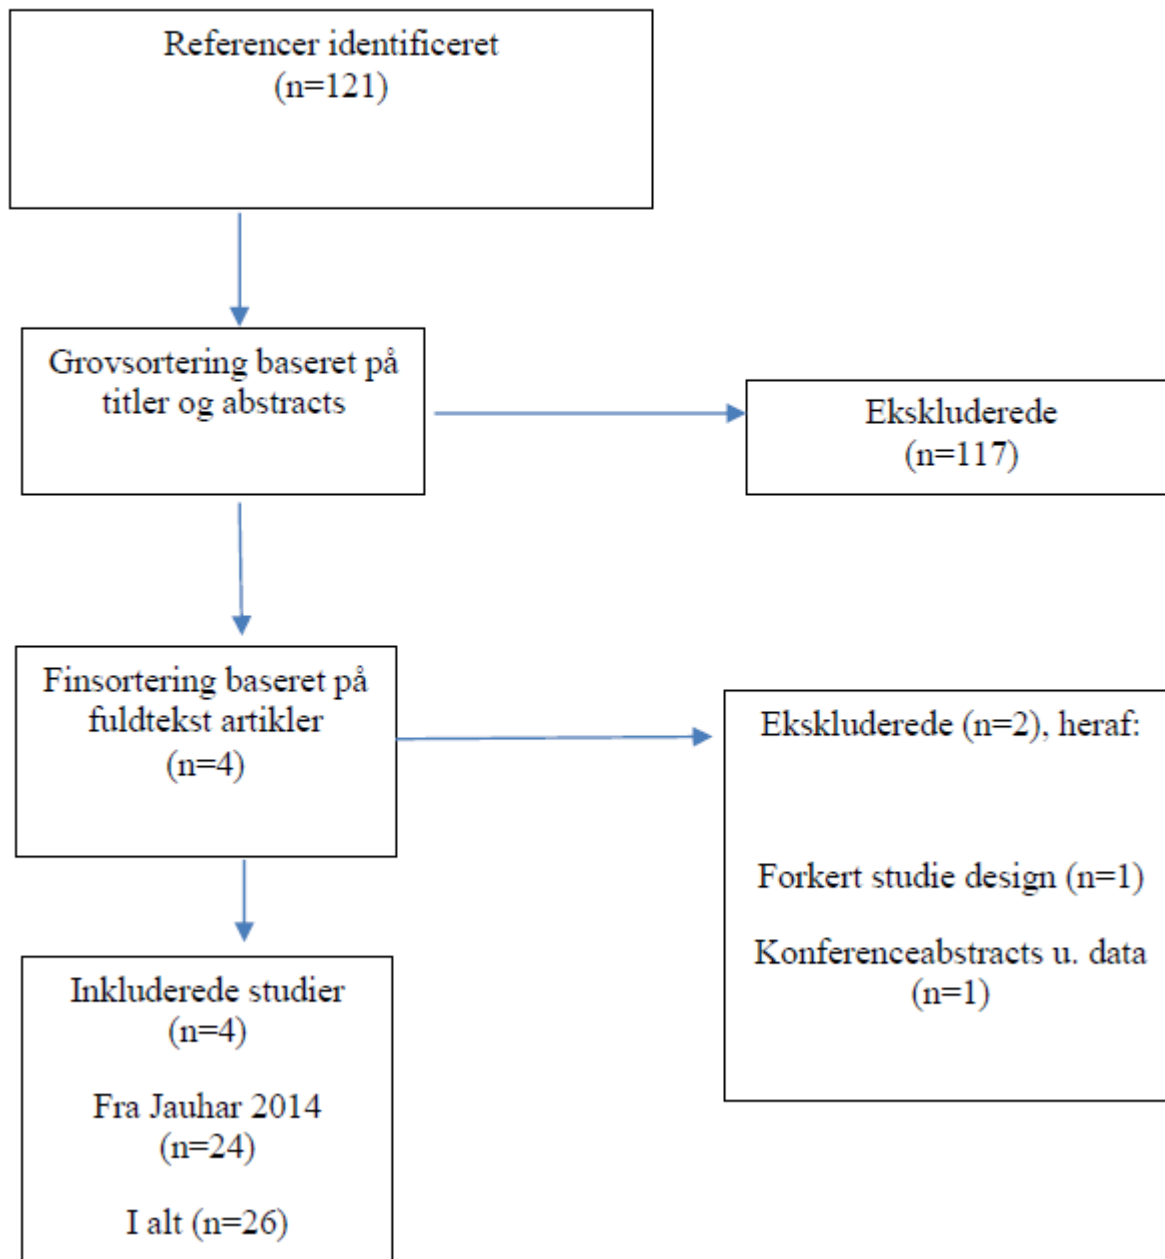 Referencer identificeret
(n=121)
Grovsortering baseret på
titler og abstracts
Ekskluderede
(n=117)
Finsortering baseret på
fuldtekst artikler
(n=4)
Ekskluderede (n=2), heraf:
Forkert studie design (n=1)
Konferenceabstracts u. data
(n=1)
Inkluderede studier
(n=4)
Fra Jauhar 2014
(n=24)
I alt (n=26)